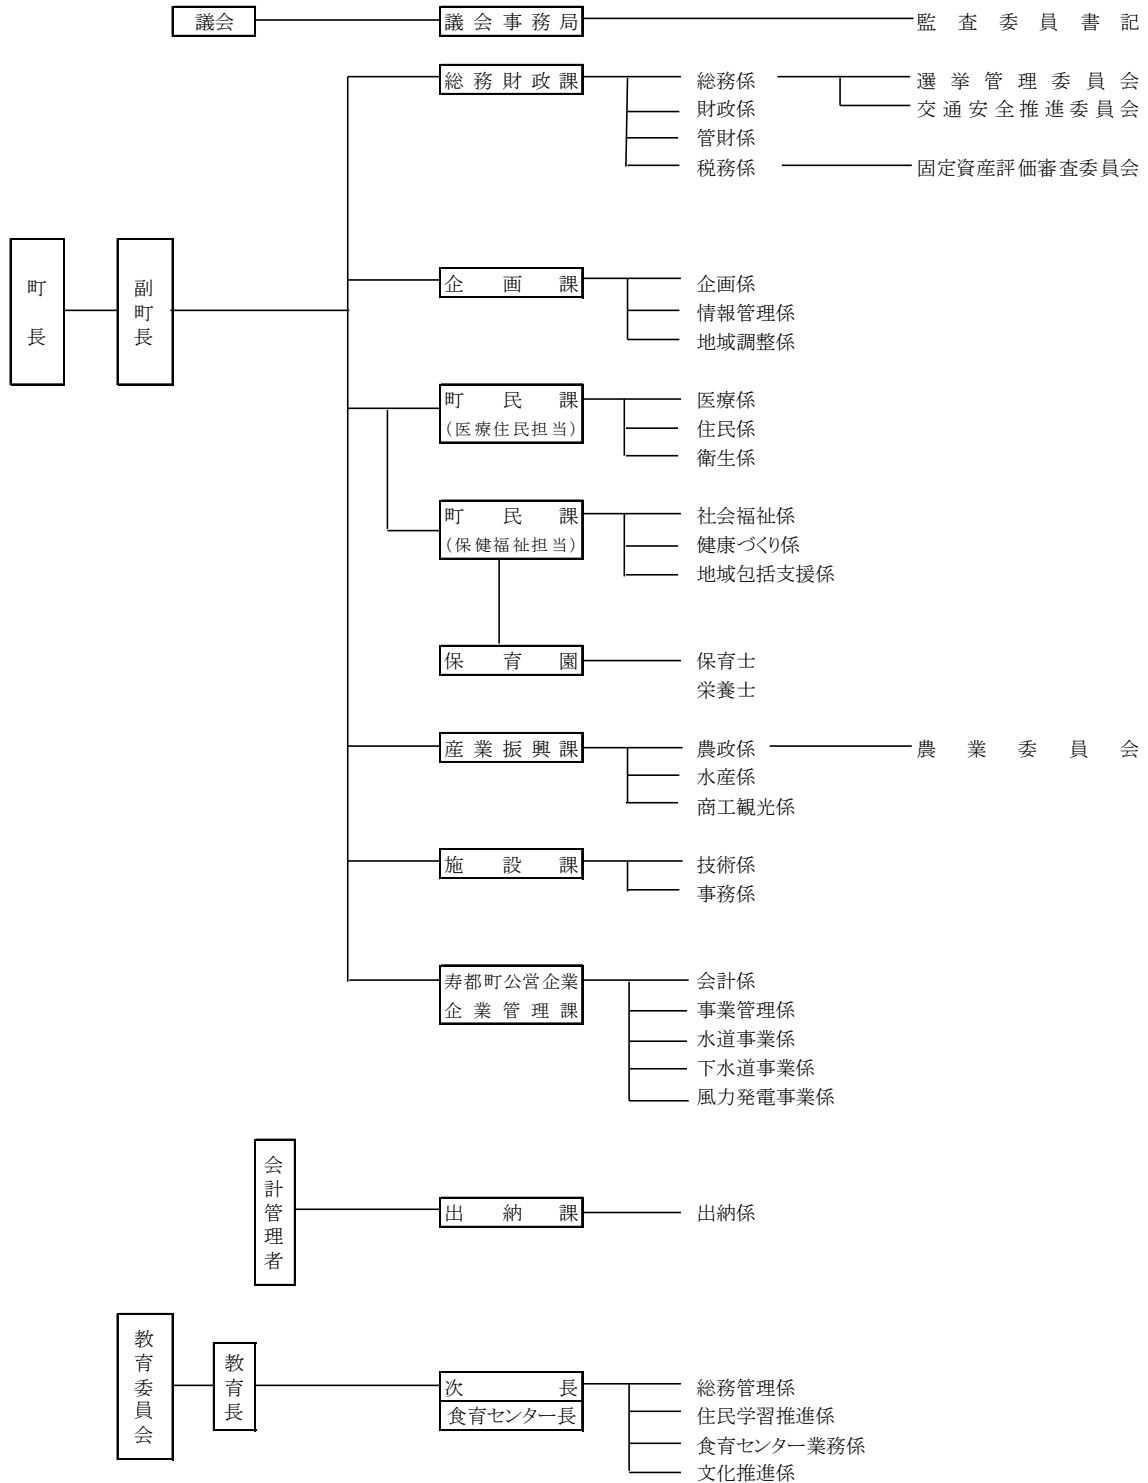 議会 議会事務局 監査委員書記
総務財政課 総務係 選挙管理委員会
財政係 交通安全推進委員会
管財係
税務係 固定資産評価審査委員会
町長
副町長
企画課 企画係
情報管理係
地域調整係
町民課 医療係
(医療住民担当) 住民係
衛生係
町民課 社会福祉係
(保健福祉担当) 健康づくり係
地域包括支援係
保育園 保育士
栄養士
産業振興課 農政係 農業委員会
水産係
商工観光係
施設課 技術係
事務係
寿都町公営企業 会計係
企業管理課 事業管理係
水道事業係
下水道事業係
風力発電事業係
会計管理者
出納課 出納係
教育委員会
教育長
次長 総務管理係
食育センター長 住民学習推進係
食育センター業務係
文化推進係